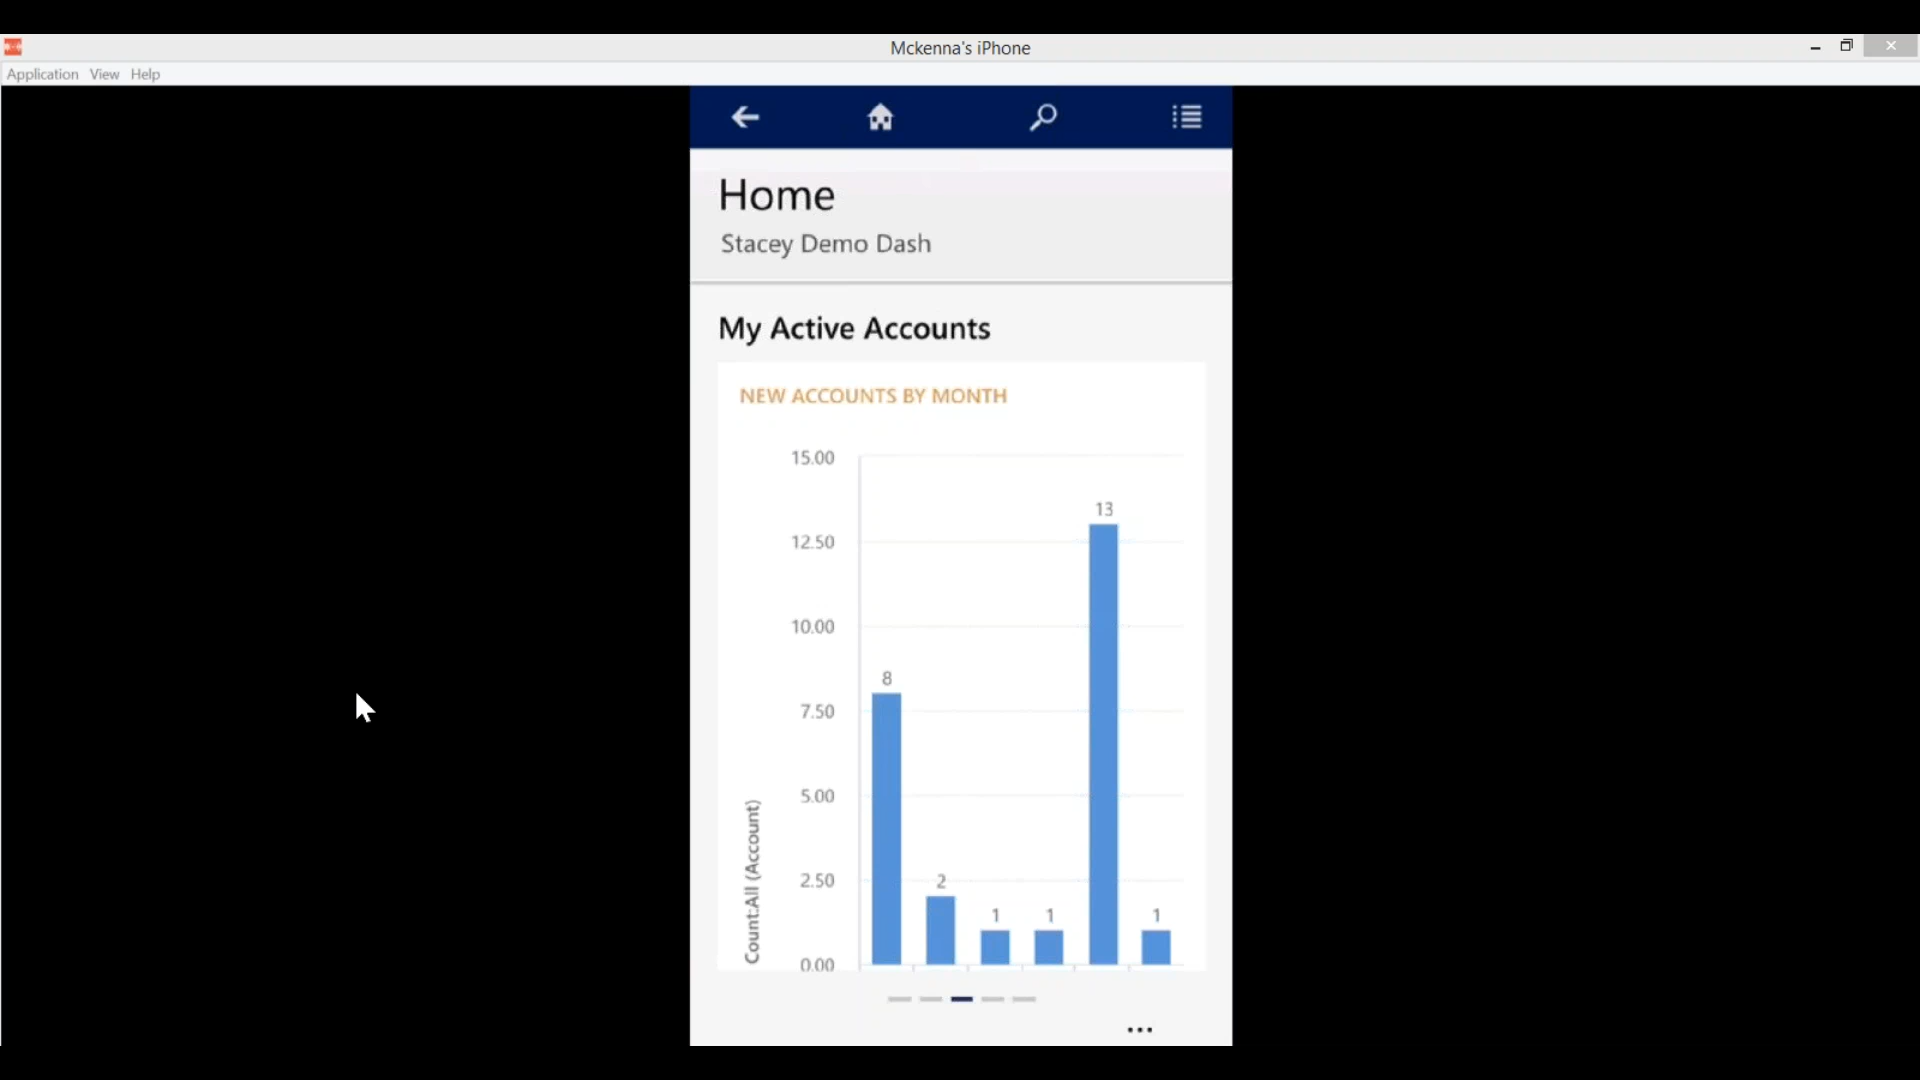 Mckenna's iPhone
Application View Help
Home
Stacey Demo Dash
My Active Accounts
NEW ACCOUNTS BY MONTH
15.00
13
12.50
10.00
8
7.50
5.00
2.50
2
1
1
1
0.00
Count:All (Account)